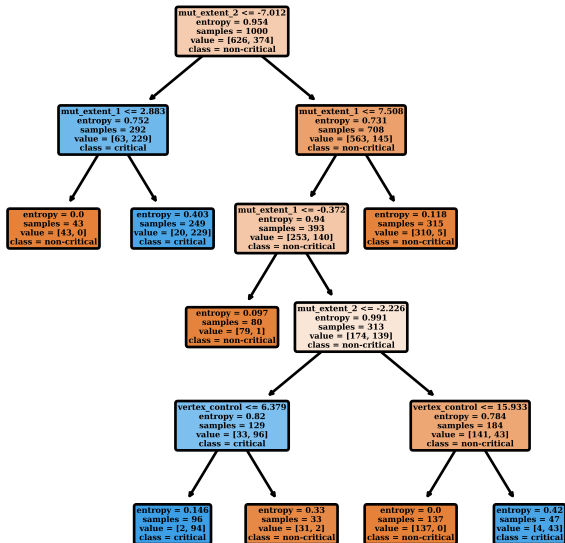 mut_extent_2 <= -7.012
entropy = 0.954
samples = 1000
value = [626, 374]
class = non-critical
mut_extent_1 <= 2.883
entropy = 0.752
samples = 292
value = [63, 229]
class = critical
mut_extent_1 <= 7.508
entropy = 0.731
samples = 708
value = [563, 145]
class = non-critical
entropy = 0.0
samples = 43
value = [43, 0]
class = non-critical
entropy = 0.403
samples = 249
value = [20, 229]
class = critical
mut_extent_1 <= -0.372
entropy = 0.94
samples = 393
value = [253, 140]
class = non-critical
entropy = 0.118
samples = 315
value = [310, 5]
class = non-critical
entropy = 0.097
samples = 80
value = [79, 1]
class = non-critical
mut_extent_2 <= -2.226
entropy = 0.991
samples = 313
value = [174, 139]
class = non-critical
vertex_control <= 6.379
entropy = 0.82
samples = 129
value = [33, 96]
class = critical
vertex_control <= 15.933
entropy = 0.784
samples = 184
value = [141, 43]
class = non-critical
entropy = 0.146
samples = 96
value = [2, 94]
class = critical
entropy = 0.33
samples = 33
value = [31, 2]
class = non-critical
entropy = 0.0
samples = 137
value = [137, 0]
class = non-critical
entropy = 0.42
samples = 47
value = [4, 43]
class = critical